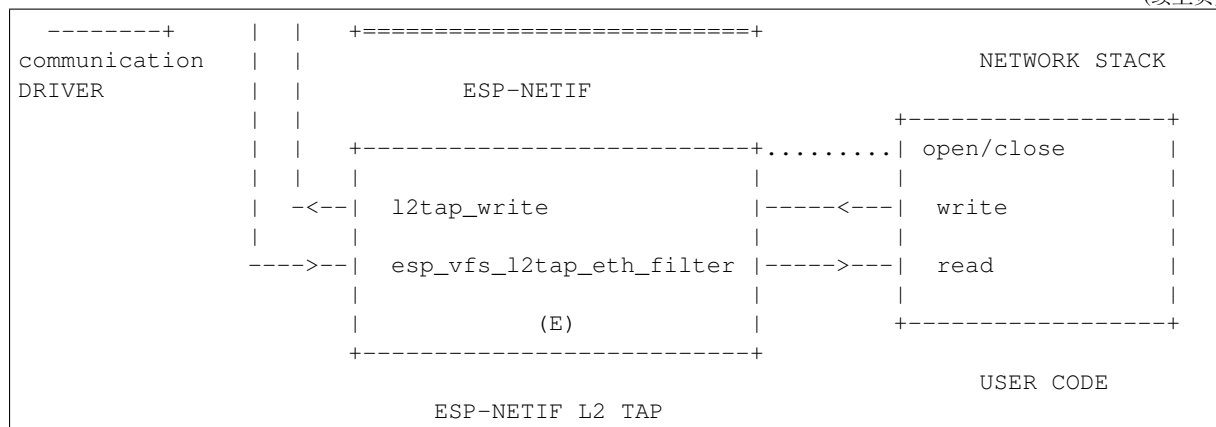 --------+      |  |   +===========================+
communication  |  |                                     NETWORK STACK
DRIVER         |  |          ESP-NETIF
               |  |                                  +------------------+
               |  |   +---------------------------+.........| open/close       |
               |  |   |                           |         |                  |
               |  -<--|  l2tap_write              |-----<---|  write           |
               |      |                           |         |                  |
               ---->--|  esp_vfs_l2tap_eth_filter |----->---|  read            |
                      |                           |         |                  |
                      |            (E)            |         +------------------+
                      +---------------------------+
                                                                 USER CODE
                           ESP-NETIF L2 TAP